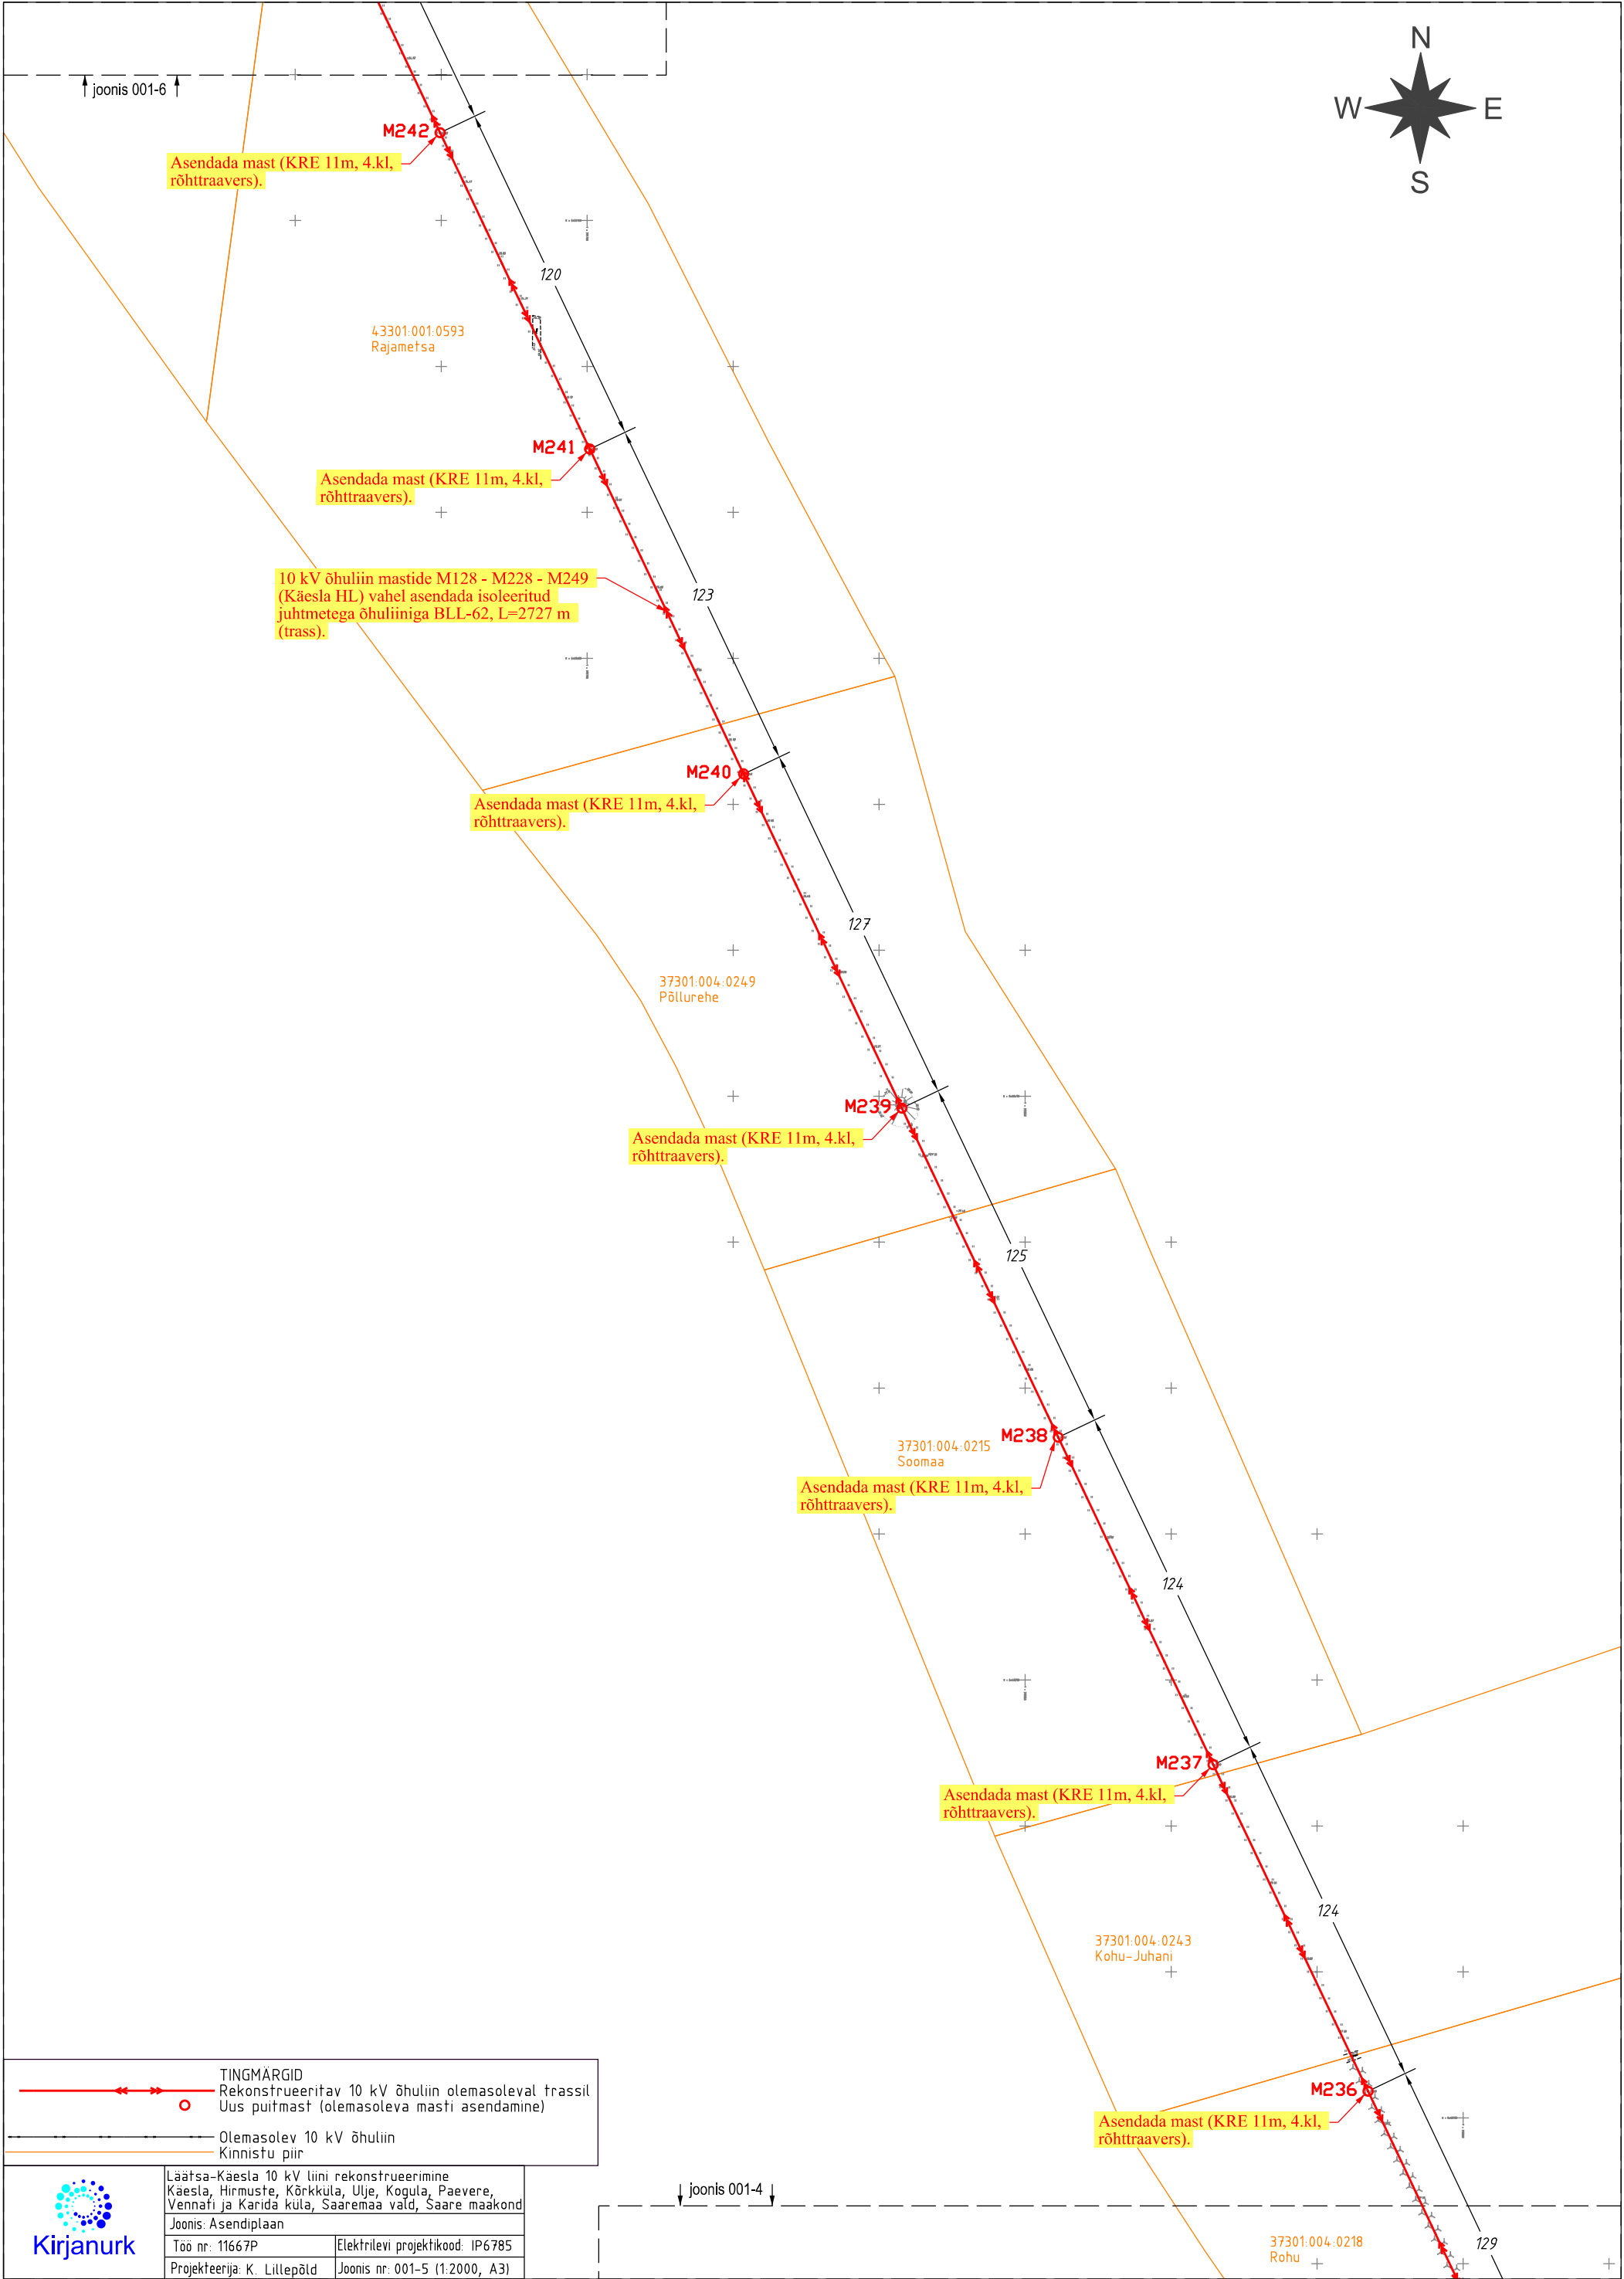 N
W E
S
joonis 001-6
M242
Asendada mast (KRE 11m, 4.kl,
rõhttraavers).
120
43301:001:0593
Rajametsa
M241
Asendada mast (KRE 11m, 4.kl,
rõhttraavers).
10 kV õhuliin mastide M128 - M228 - M249
(Käesla HL) vahel asendada isoleeritud
juhtmetega õhuliiniga BLL-62, L=2727 m
(trass).
123
M240
Asendada mast (KRE 11m, 4.kl,
rõhttraavers).
127
37301:004:0249
Põllurehe
M239
Asendada mast (KRE 11m, 4.kl,
rõhttraavers).
125
M238
37301:004:0215
Soomaa
Asendada mast (KRE 11m, 4.kl,
rõhttraavers).
124
M237
Asendada mast (KRE 11m, 4.kl,
rõhttraavers).
124
37301:004:0243
Kohu-Juhani
M236
Asendada mast (KRE 11m, 4.kl,
rõhttraavers).
joonis 001-4
37301:004:0218
Rohu
129
TINGMÄRGID
Rekonstrueeritav 10 kV õhuliin olemasoleval trassil
Uus puitmast (olemasoleva masti asendamine)
Olemasolev 10 kV õhuliin
Kinnistu piir
Kirjanurk
Läätsa-Käesla 10 kV liini rekonstrueerimine
Käesla, Hirmuste, Kõrkküla, Ulje, Kogula, Paevere,
Vennati ja Karida küla, Saaremaa vald, Saare maakond
Joonis: Asendiplaan
Töö nr: 11667P
Elektrilevi projektikood: IP6785
Projekteerija: K. Lillepõld
Joonis nr: 001-5 (1:2000, A3)